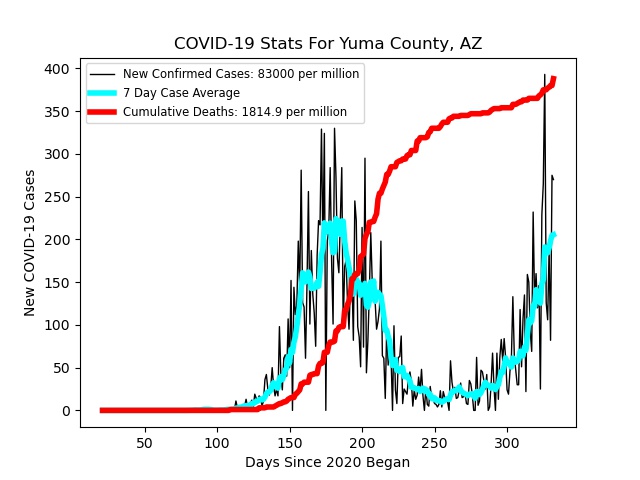 COVID-19 Stats For Yuma County, AZ
New Confirmed Cases: 83000 per million
7 Day Case Average
Cumulative Deaths: 1814.9 per million
New COVID-19 Cases
400
350
300
250
200
150
100
50
0
50
100
150
200
250
300
Days Since 2020 Began